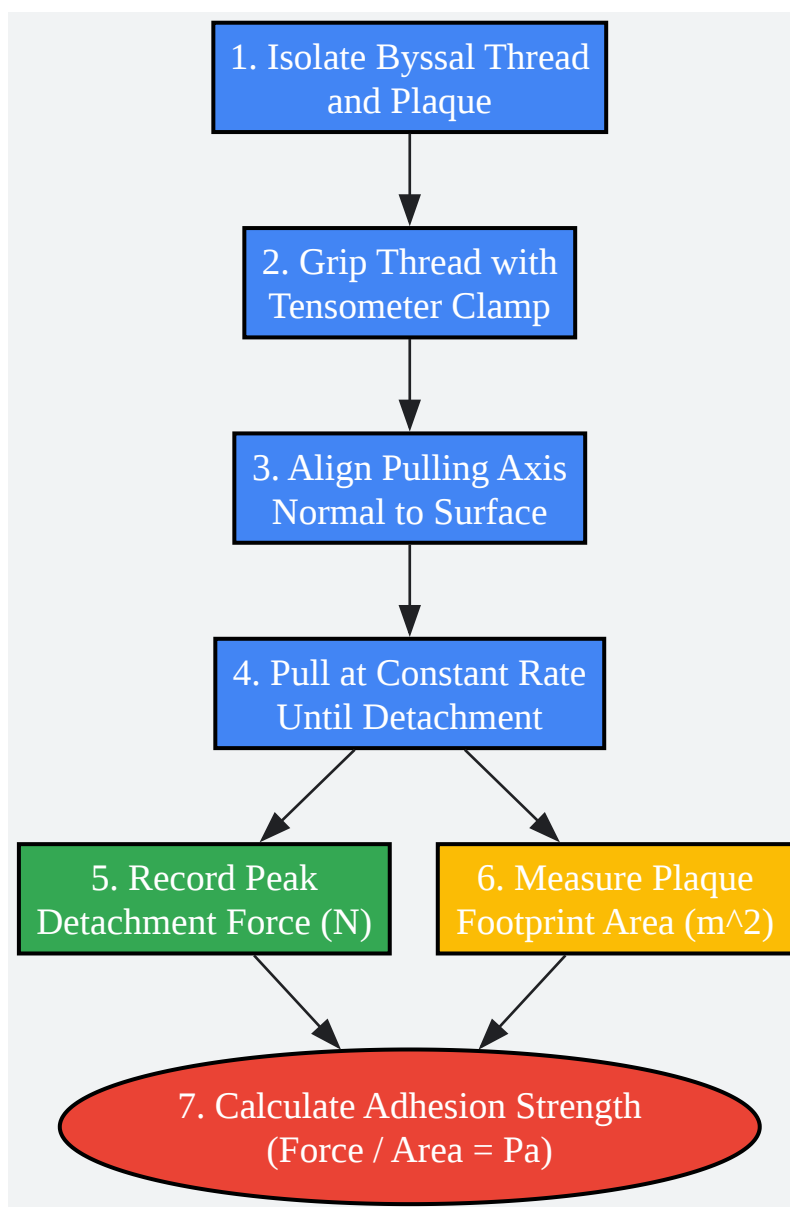 1. Isolate Byssal Thread
and Plaque
2. Grip Thread with
Tensometer Clamp
3. Align Pulling Axis
Normal to Surface
4. Pull at Constant Rate
Until Detachment
5. Record Peak
Detachment Force (N)
6. Measure Plaque
Footprint Area (m^2)
7. Calculate Adhesion Strength
(Force / Area = Pa)